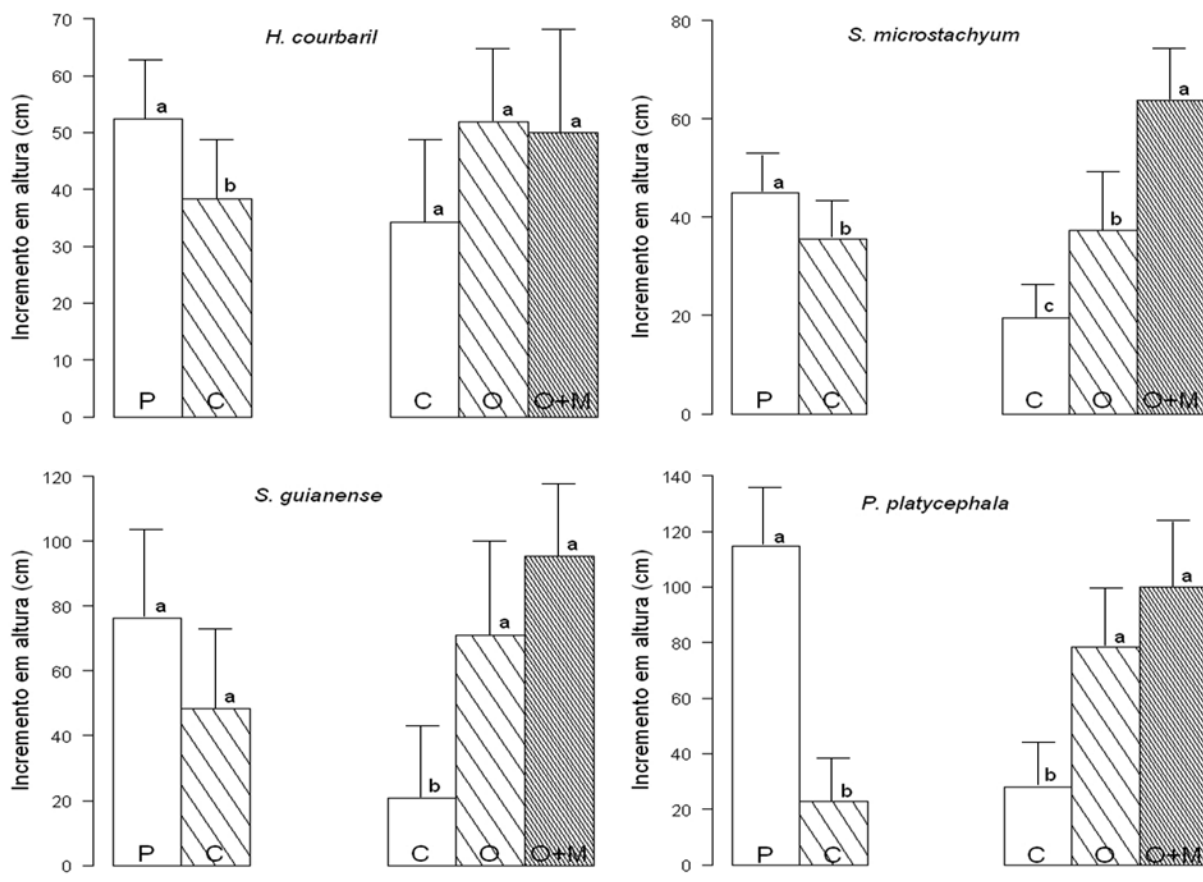 H. courbaril
Incremento em altura (cm)
70
60
50
40
30
20
10
0
a
b
a
a
a
P C C O O+M
S. microstachyum
Incremento em altura (cm)
80
60
40
20
0
a
b
c
b
a
P C C O O+M
S. guianense
Incremento em altura (cm)
120
100
80
60
40
20
0
a
a
b
a
a
P C C O O+M
P. platycephala
Incremento em altura (cm)
140
120
100
80
60
40
20
0
a
b
b
a
a
P C C O O+M